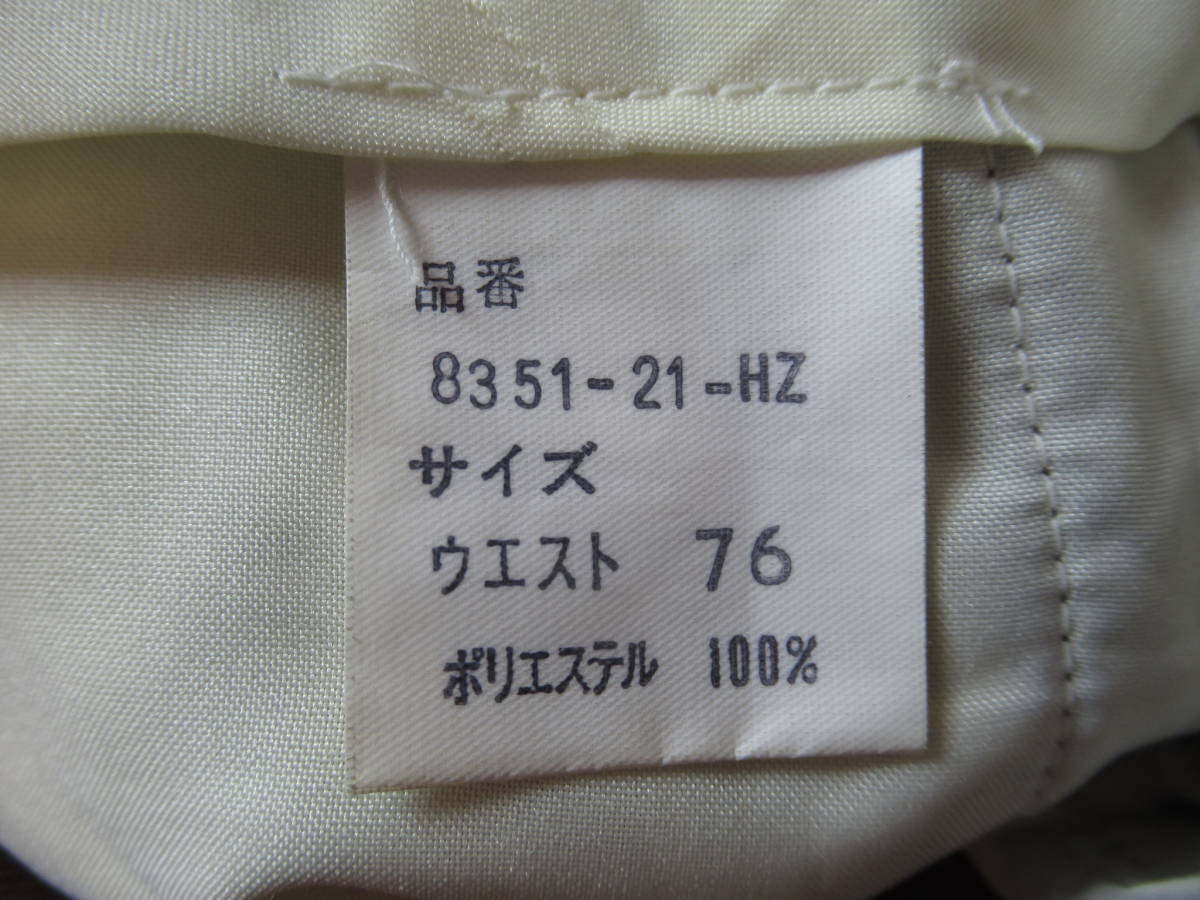 品番
8351-21-HZ
サイズ
ウエスト 76
ポリエステル 100%